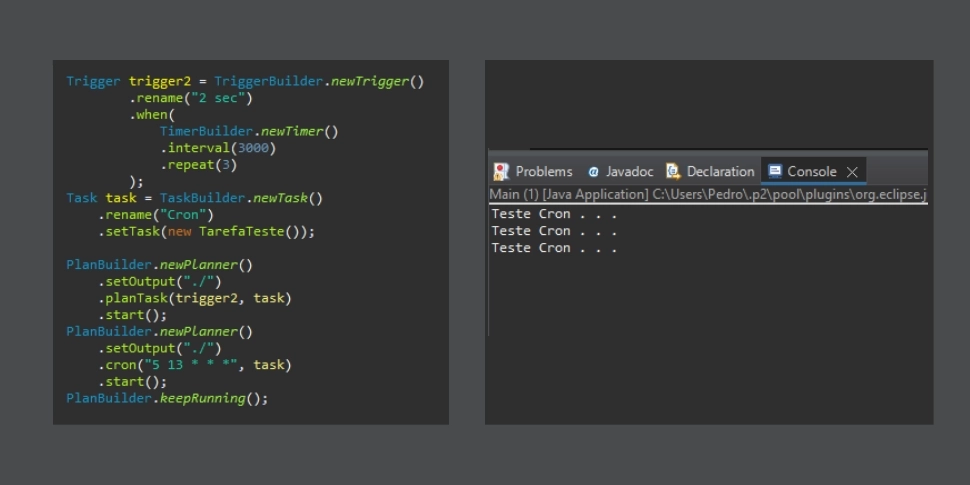 Trigger trigger2 = TriggerBuilder.newTrigger()
.rename("2 sec")
.when(
TimerBuilder.newTimer()
.interval(3000)
.repeat(3)
);
Task task = TaskBuilder.newTask()
.rename("Cron")
.setTask(new TarefaTeste());
PlanBuilder.newPlanner()
.setOutput("./")
.planTask(trigger2, task)
.start();
PlanBuilder.newPlanner()
.setOutput("./")
.cron("5 13 * * *", task)
.start();
PlanBuilder.keepRunning();
Problems Javadoc Declaration Console
Main (1) [Java Application] C:\Users\Pedro\.p2\pool\plugins\org.eclipse.j
Teste Cron . . .
Teste Cron . . .
Teste Cron . . .